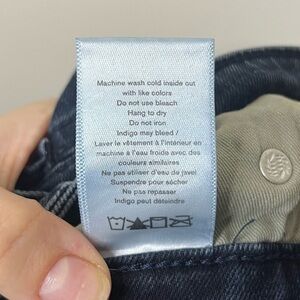 Machine wash cold inside out
with like colors
Do not use bleach
Hang to dry
Do not iron
Indigo may bleed /
Laver le vêtement à l'intérieur en
machine à l'eau froide avec des
couleurs similaires
Ne pas utiliser d'eau de javel
Suspendre pour sécher
Ne pas repasser
Indigo peut déteindre